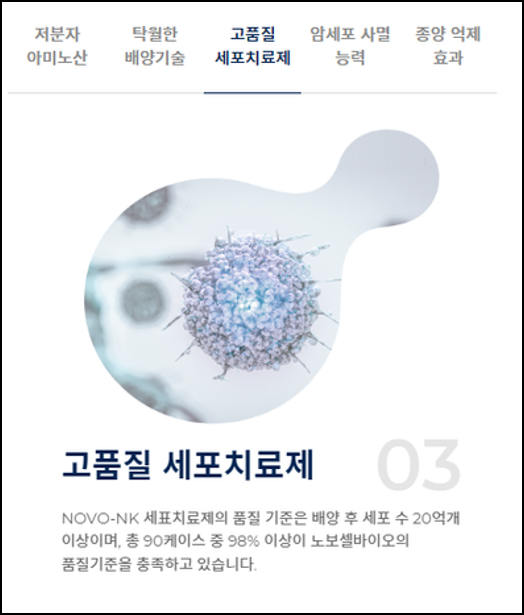 저분자
아미노산
탁월한
배양기술
고품질
세포치료제
암세포 사멸
능력
종양 억제
효과
고품질 세포치료제
03
NOVO-NK 세포치료제의 품질 기준은 배양 후 세포 수 20억개
이상이며, 총 90케이스 중 98% 이상이 노보셀바이오의
품질기준을 충족하고 있습니다.